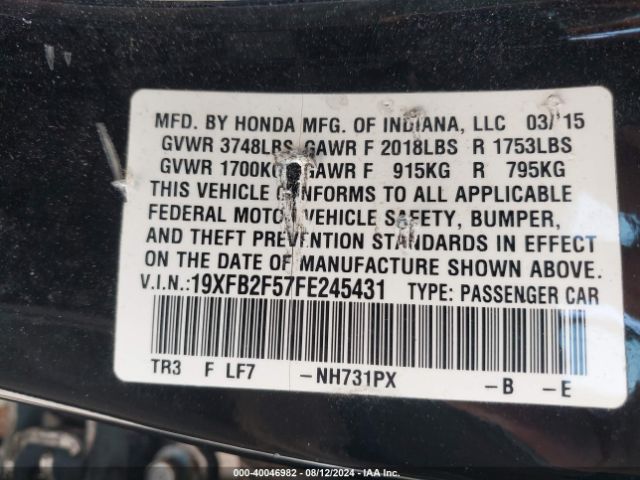 MFD. BY HONDA MFG. OF INDIANA, LLC 03/15
GVWR 3748LBS GAWR F 2018LBS R 1753LBS
GVWR 1700KG GAWR F 915KG R 795KG
THIS VEHICLE CONFORMS TO ALL APPLICABLE
FEDERAL MOTOR VEHICLE SAFETY, BUMPER,
AND THEFT PREVENTION STANDARDS IN EFFECT
ON THE DATE OF MANUFACTURE SHOWN ABOVE.
V.I.N.: 19XFB2F57FE245431 TYPE: PASSENGER CAR
TR3 F LF7 –NH731PX –B –E
000-40046982 - 08/12/2024 - IAA Inc.